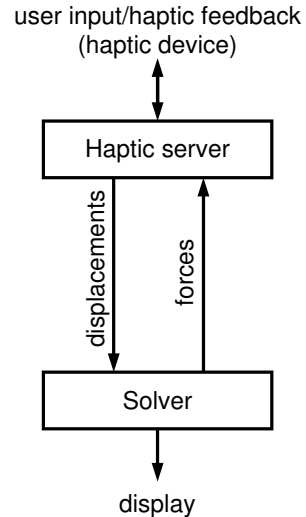 user input/haptic feedback
(haptic device)
Haptic server
displacements
forces
Solver
display